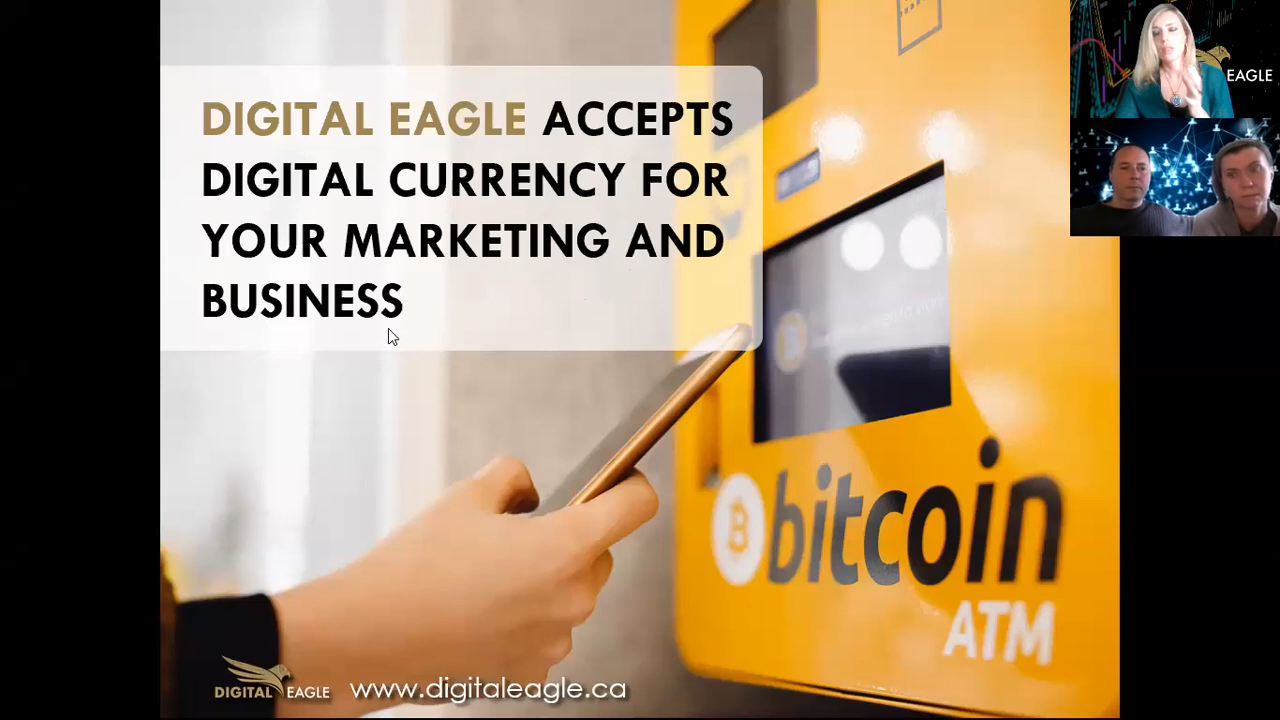 DIGITAL EAGLE ACCEPTS
DIGITAL CURRENCY FOR
YOUR MARKETING AND
BUSINESS
bitcoin
ATM
DIGITAL EAGLE
www.digitaleagle.ca
EAGLE